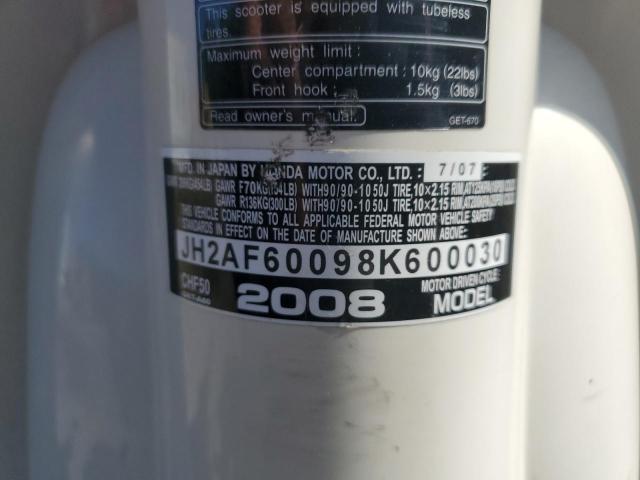 This scooter is equipped with tubeless
tires.
Maximum weight limit :
Center compartment : 10kg (22lbs)
Front hook : 1.5kg (3lbs)
Read owner's manual.
GET-670
MFD. IN JAPAN BY HONDA MOTOR CO., LTD. : 7/07
GAWR F70KG(154LB) WITH90/90-10 50J TIRE, 10×2.15 RIM,
GAWR R136KG(300LB) WITH90/90-10 50J TIRE, 10×2.15 RIM,
THIS VEHICLE CONFORMS TO ALL APPLICABLE FEDERAL MOTOR VEHICLE SAFETY
STANDARDS IN EFFECT ON THE DATE OF MANUFACTURE SHOWN ABOVE.
JH2AF60098K600030
CHF50 2008 MOTOR DRIVEN CYCLE
MODEL